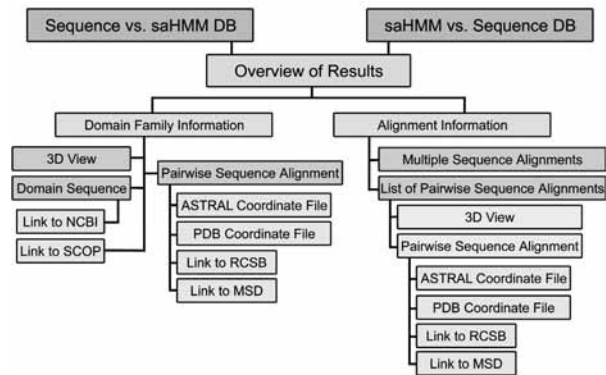 Sequence vs. saHMM DB
saHMM vs. Sequence DB
Overview of Results
Domain Family Information
3D View
Domain Sequence
Link to NCBI
Link to SCOP
Pairwise Sequence Alignment
ASTRAL Coordinate File
PDB Coordinate File
Link to RCSB
Link to MSD
Alignment Information
Multiple Sequence Alignments
List of Pairwise Sequence Alignments
3D View
Pairwise Sequence Alignment
ASTRAL Coordinate File
PDB Coordinate File
Link to RCSB
Link to MSD